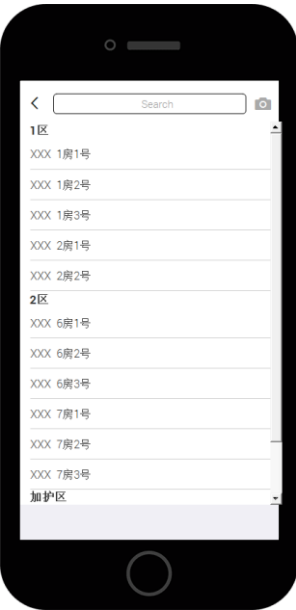 Search
1区
XXX 1房1号
XXX 1房2号
XXX 1房3号
XXX 2房1号
XXX 2房2号
2区
XXX 6房1号
XXX 6房2号
XXX 6房3号
XXX 7房1号
XXX 7房2号
XXX 7房3号
加护区